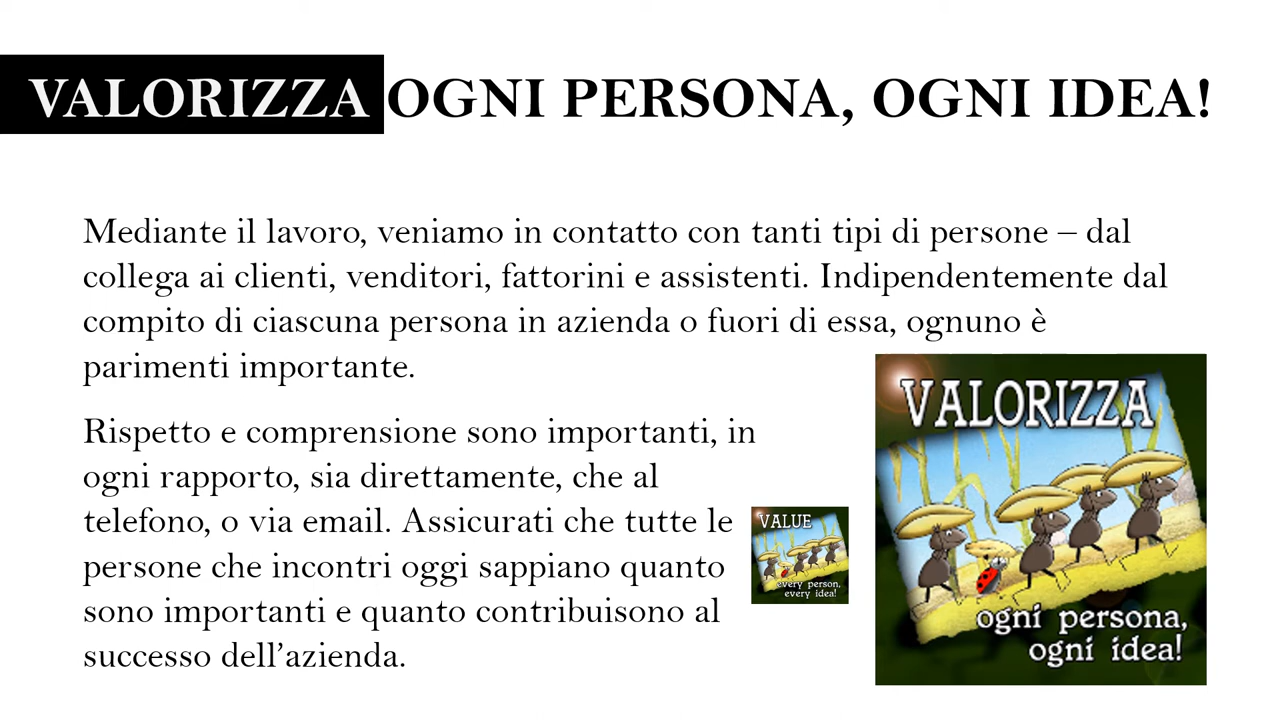 VALORIZZA OGNI PERSONA, OGNI IDEA!
Mediante il lavoro, veniamo in contatto con tanti tipi di persone – dal
collega ai clienti, venditori, fattorini e assistenti. Indipendentemente dal
compito di ciascuna persona in azienda o fuori di essa, ognuno è
parimenti importante.
Rispetto e comprensione sono importanti, in
ogni rapporto, sia direttamente, che al
telefono, o via email. Assicurati che tutte le
persone che incontri oggi sappiano quanto
sono importanti e quanto contribuisono al
successo dell’azienda.
VALUE
every person,
every idea!
VALORIZZA
ogni persona,
ogni idea!